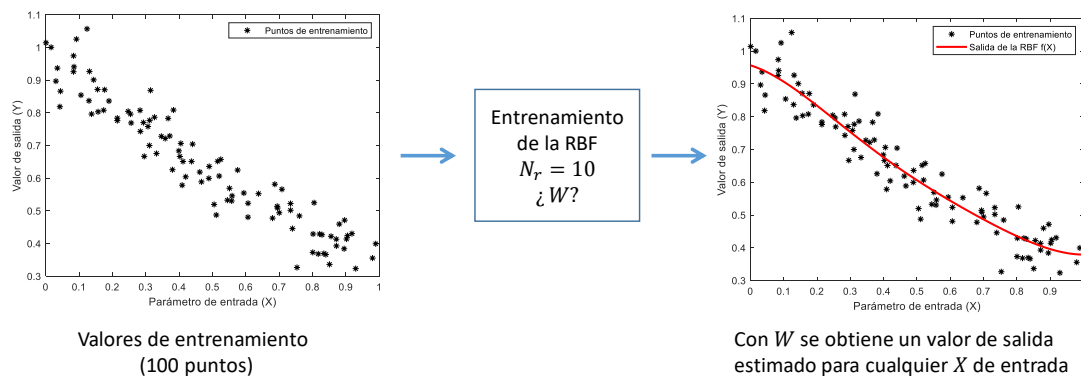 1.1
1
0.9
0.8
0.7
0.6
0.5
0.4
0.3
Valor de salida (Y)
Puntos de entrenamiento
0 0.1 0.2 0.3 0.4 0.5 0.6 0.7 0.8 0.9 1
Parámetro de entrada (X)
Valores de entrenamiento
(100 puntos)
Entrenamiento
de la RBF
N_r = 10
¿W?
1.1
1
0.9
0.8
0.7
0.6
0.5
0.4
0.3
Valor de salida (Y)
Puntos de entrenamiento
Salida de la RBF f(X)
0 0.1 0.2 0.3 0.4 0.5 0.6 0.7 0.8 0.9 1
Parámetro de entrada (X)
Con W se obtiene un valor de salida
estimado para cualquier X de entrada